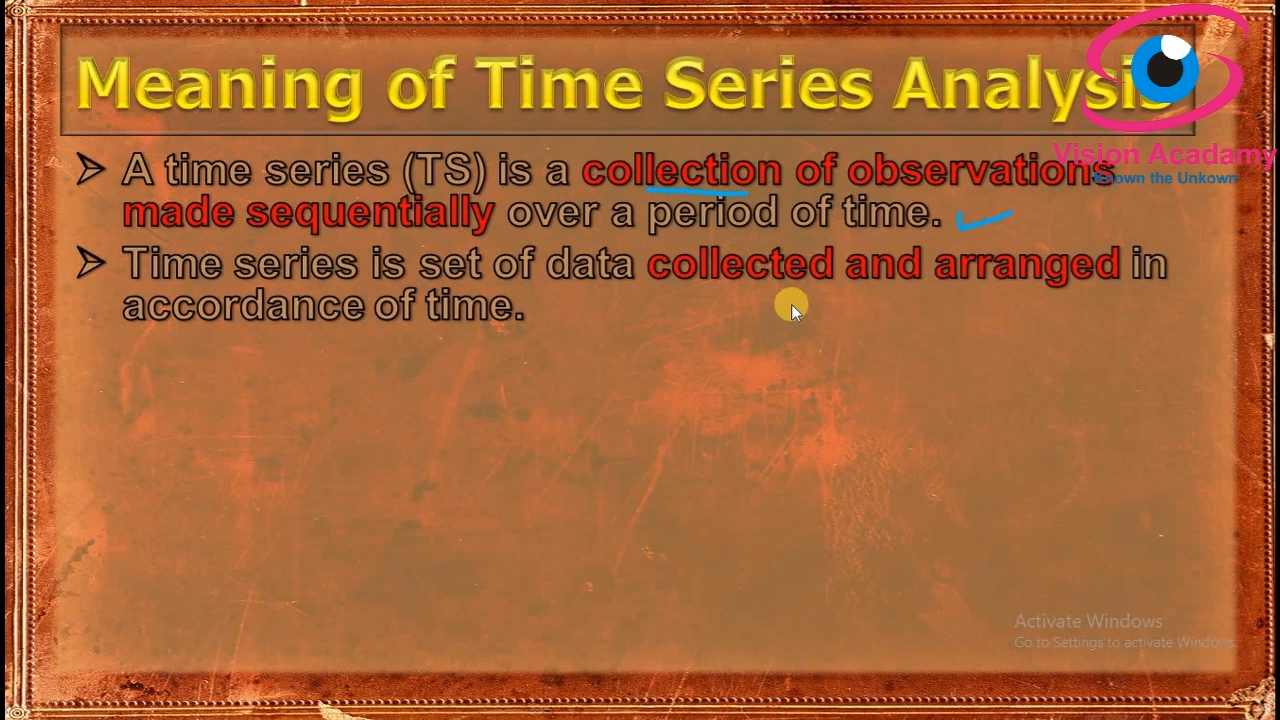 Meaning of Time Series Analysis
Vision Acadamy
Known the Unkown
➢ A time series (TS) is a collection of observations
made sequentially over a period of time.
➢ Time series is set of data collected and arranged in
accordance of time.
Activate Windows
Go to Settings to activate Windows.